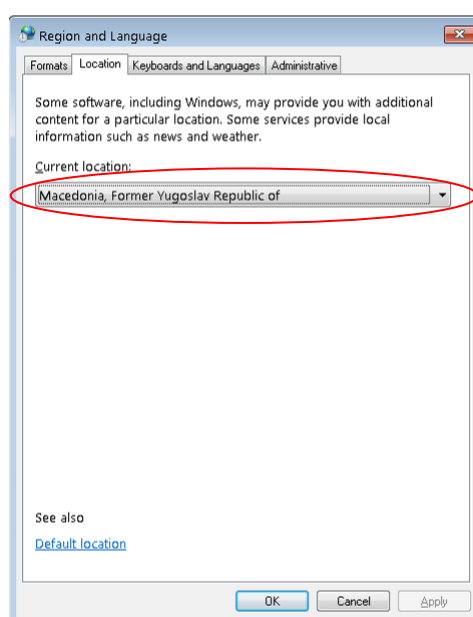 Region and Language
Formats Location Keyboards and Languages Administrative
Some software, including Windows, may provide you with additional
content for a particular location. Some services provide local
information such as news and weather.
Current location:
Macedonia, Former Yugoslav Republic of
See also
Default location
OK Cancel Apply